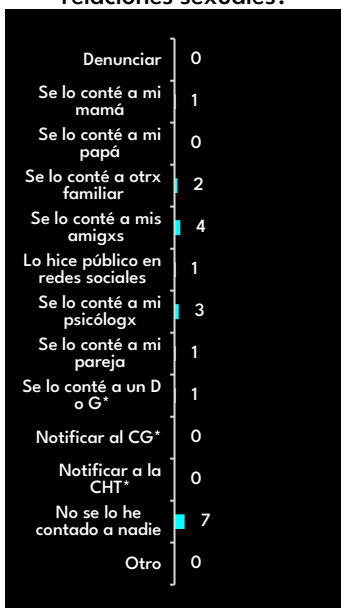 relaciones sexuales?
Denunciar 0
Se lo conté a mi
mamá 1
Se lo conté a mi
papá 0
Se lo conté a otrx
familiar 2
Se lo conté a mis
amigxs 4
Lo hice público en
redes sociales 1
Se lo conté a mi
psicólogx 3
Se lo conté a mi
pareja 1
Se lo conté a un D
o G* 1
Notificar al CG* 0
Notificar a la
CHT* 0
No se lo he
contado a nadie 7
Otro 0